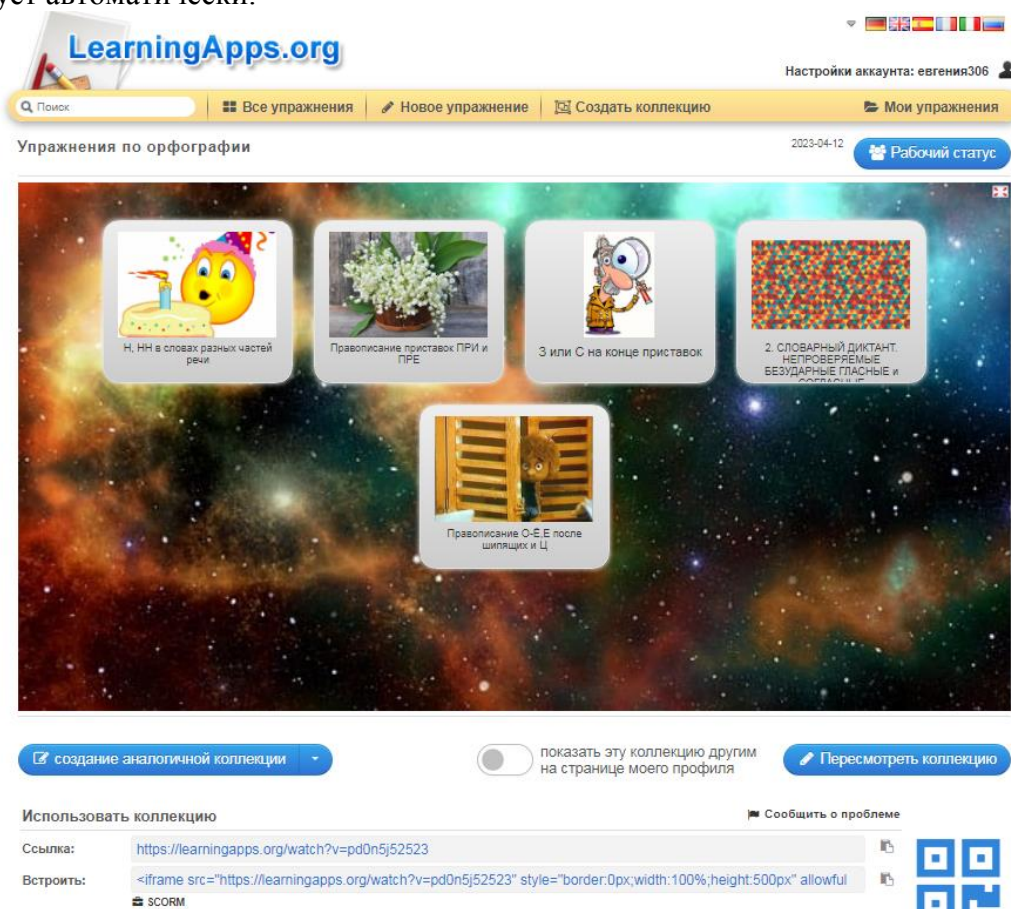 автоматически.
LearningApps.org
Настройки аккаунта: евгения306
Поиск
Все упражнения
Новое упражнение
Создать коллекцию
Мои упражнения
Упражнения по орфографии
2023-04-12
Рабочий статус
Н, НН в словах разных частей
речи
Правописание приставок ПРИ и
ПРЕ
З или С на конце приставок
2. СЛОВАРНЫЙ ДИКТАНТ.
НЕПРОВЕРЯЕМЫЕ
БЕЗУДАРНЫЕ ГЛАСНЫЕ и
СОГЛАСНЫЕ
Правописание О-Ё,Е после
шипящих и Ц
создание аналогичной коллекции
показать эту коллекцию другим
на странице моего профиля
Пересмотреть коллекцию
Использовать коллекцию
Сообщить о проблеме
Ссылка:
https://learningapps.org/watch?v=pd0n5j52523
Встроить:
<iframe src="https://learningapps.org/watch?v=pd0n5j52523" style="border:0px;width:100%;height:500px" allowful
SCORM